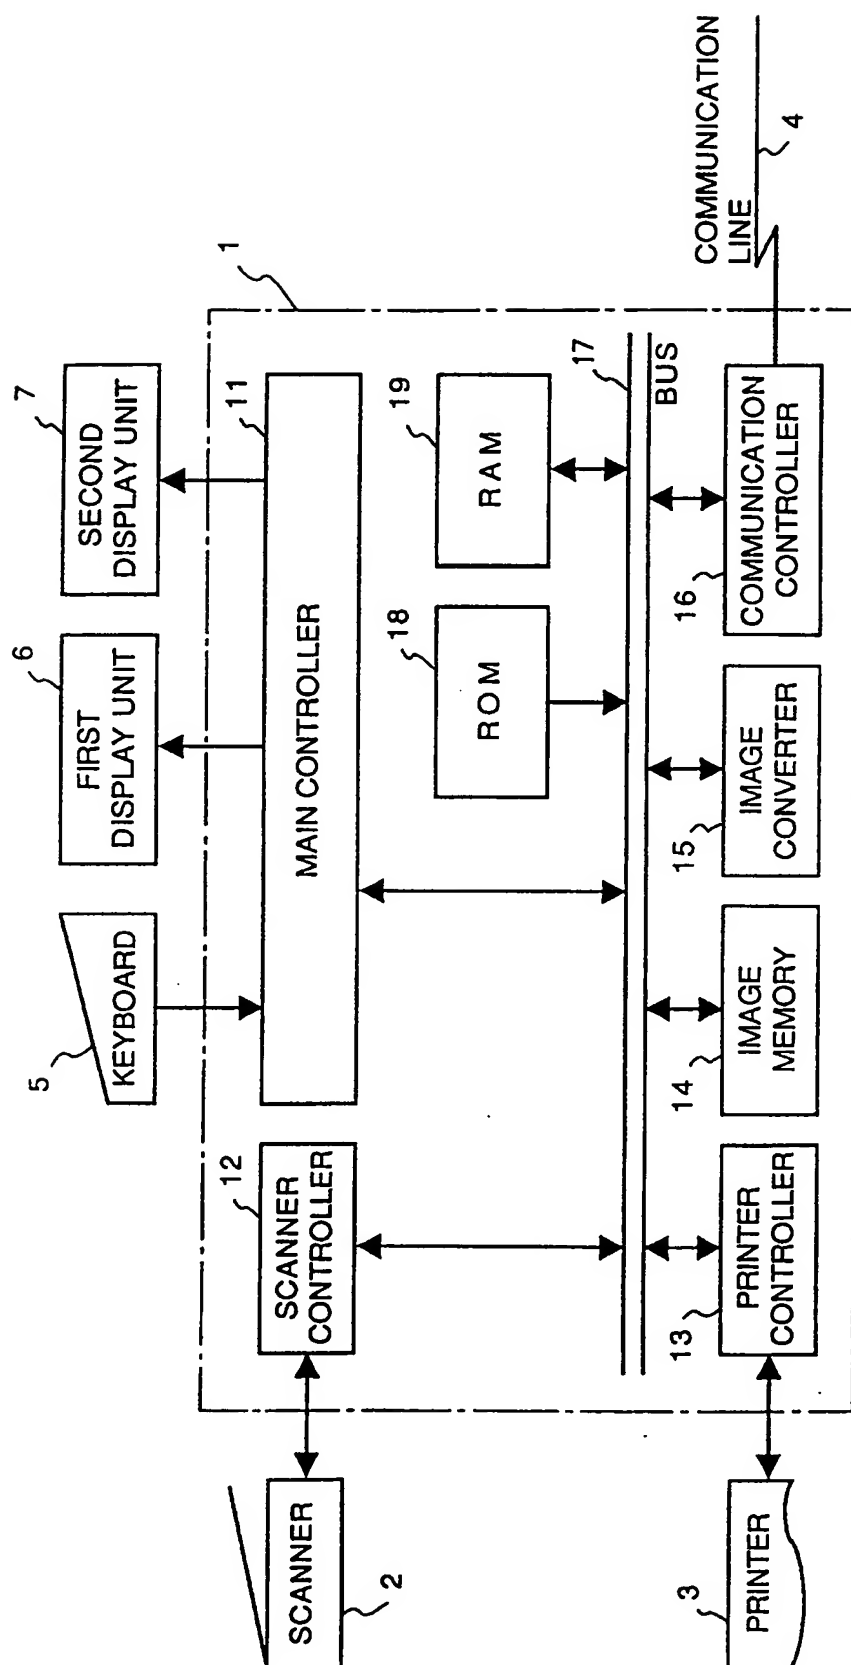 1
5
KEYBOARD
6
FIRST
DISPLAY UNIT
7
SECOND
DISPLAY UNIT
2
SCANNER
12
SCANNER
CONTROLLER
11
MAIN CONTROLLER
18
ROM
19
RAM
17
BUS
3
PRINTER
13
PRINTER
CONTROLLER
14
IMAGE
MEMORY
15
IMAGE
CONVERTER
16
COMMUNICATION
CONTROLLER
COMMUNICATION
LINE
4